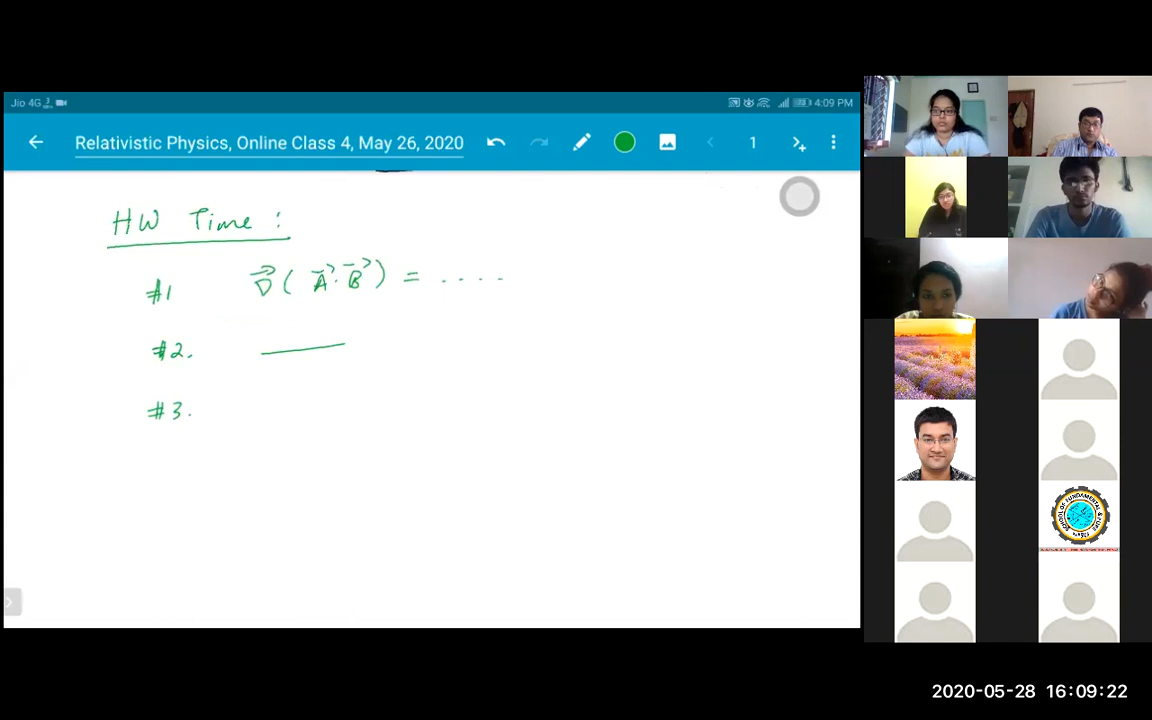 Jio 4G
4:09 PM
Relativistic Physics, Online Class 4, May 26, 2020
1
HW Time :
#1 ∇⃗( A⃗ · B⃗ ) = ....
#2.
#3.
2020-05-28 16:09:22